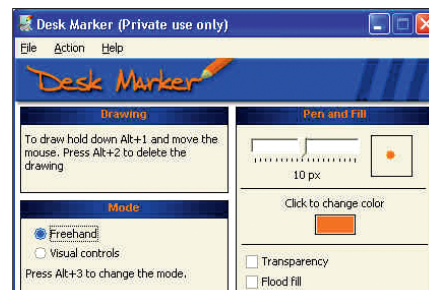 Desk Marker (Private use only)
File Action Help
Desk Marker
Drawing
To draw hold down Alt+1 and move the
mouse. Press Alt+2 to delete the
drawing
Mode
Freehand
Visual controls
Press Alt+3 to change the mode.
Pen and Fill
10 px
Click to change color
Transparency
Flood fill